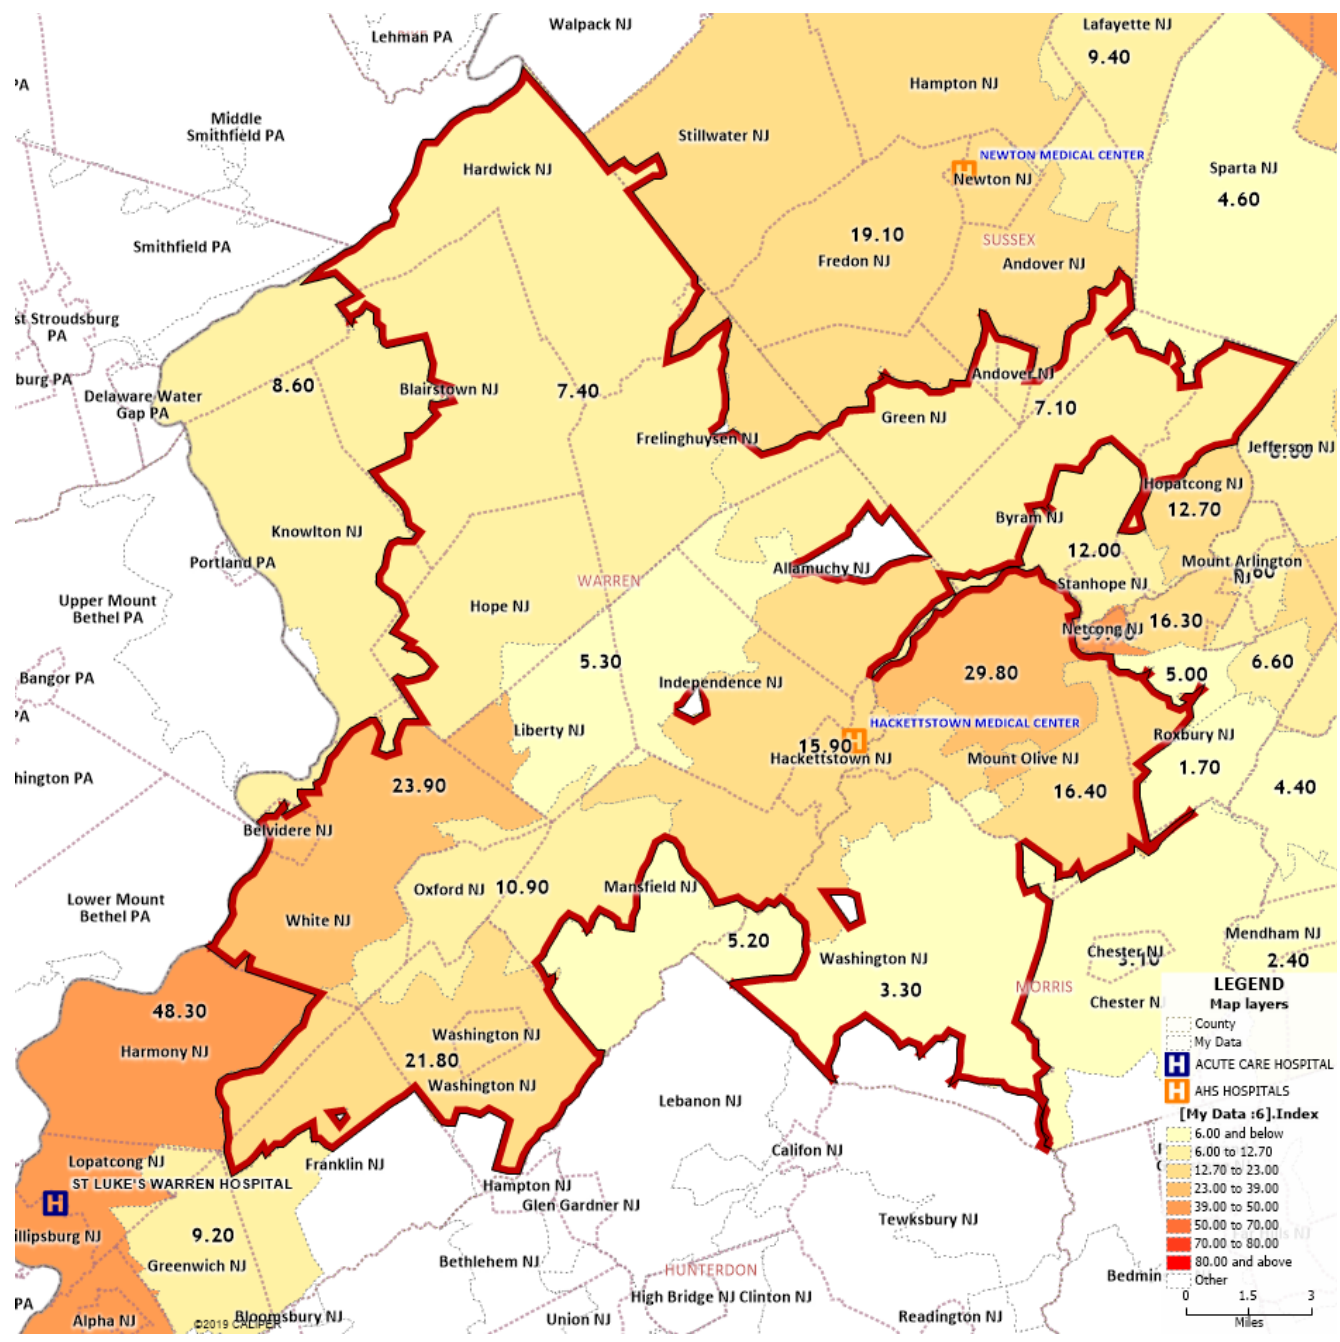 Walpack NJ
Lafayette NJ
Lehman PA
9.40
PA
Hampton NJ
Middle
Smithfield PA
Stillwater NJ
NEWTON MEDICAL CENTER
Hardwick NJ
Newton NJ
Sparta NJ
4.60
Smithfield PA
19.10
SUSSEX
Fredon NJ
Andover NJ
st Stroudsburg
PA
burg PA
8.60
Blairstown NJ
7.40
Andover NJ
Delaware Water
Gap PA
7.10
Green NJ
Frelinghuysen NJ
Jefferson NJ
Hopatcong NJ
12.70
Knowlton NJ
Byram NJ
Portland PA
12.00
Mount Arlington
NJ
Allamuchy NJ
WARREN
Stanhope NJ
Upper Mount
Bethel PA
Hope NJ
16.30
Netcong NJ
5.30
6.60
Bangor PA
29.80
5.00
Independence NJ
PA
HACKETTSTOWN MEDICAL CENTER
Liberty NJ
Roxbury NJ
15.90
Hackettstown NJ
Mount Olive NJ
1.70
hington PA
23.90
16.40
4.40
Belvidere NJ
Oxford NJ
10.90
Mansfield NJ
Lower Mount
Bethel PA
White NJ
5.20
Mendham NJ
Washington NJ
Chester NJ
2.40
3.30
MORRIS
Chester NJ
48.30
Harmony NJ
Washington NJ
21.80
Washington NJ
Lebanon NJ
Califon NJ
Lopatcong NJ
Franklin NJ
ST LUKE'S WARREN HOSPITAL
Hampton NJ
Glen Gardner NJ
Tewksbury NJ
illipsburg NJ
9.20
Greenwich NJ
Bethlehem NJ
HUNTERDON
Bedmin
High Bridge NJ
Clinton NJ
PA
Alpha NJ
Bloomsbury NJ
Union NJ
Readington NJ
©2019 CALIPER
LEGEND
Map layers
County
My Data
H ACUTE CARE HOSPITAL
H AHS HOSPITALS
[My Data :6].Index
6.00 and below
6.00 to 12.70
12.70 to 23.00
23.00 to 39.00
39.00 to 50.00
50.00 to 70.00
70.00 to 80.00
80.00 and above
Other
0 1.5 3
Miles